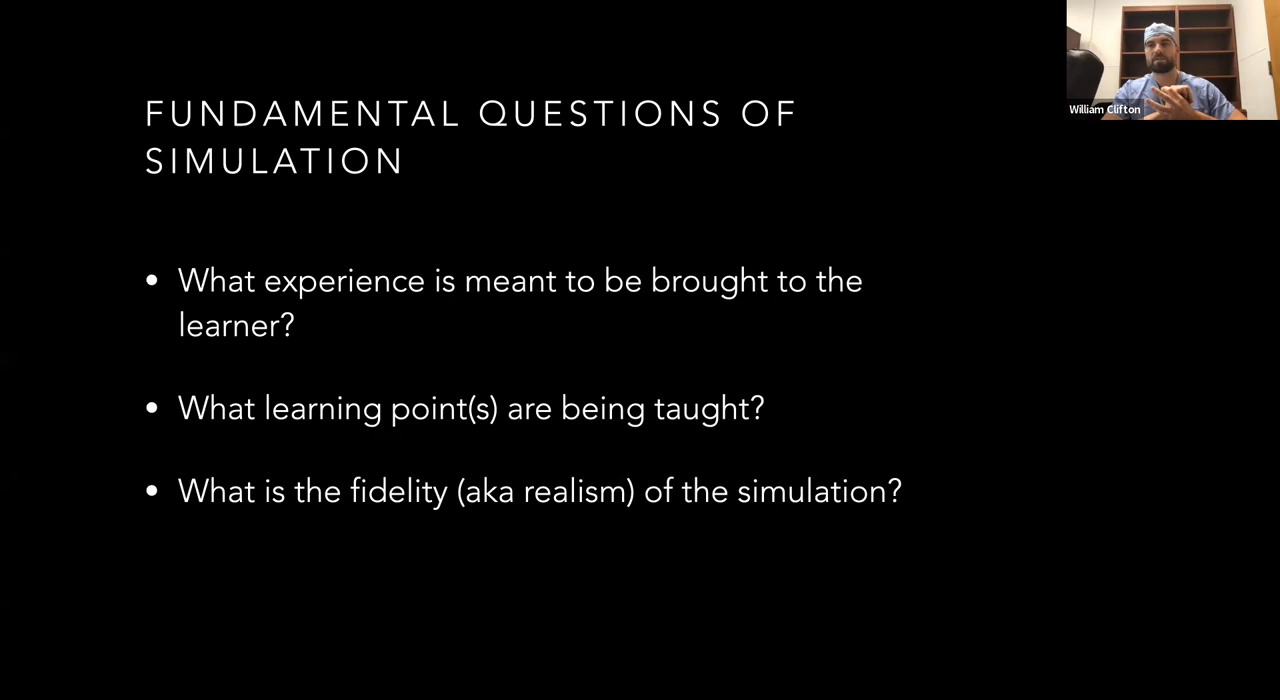 FUNDAMENTAL QUESTIONS OF
SIMULATION
• What experience is meant to be brought to the
learner?
• What learning point(s) are being taught?
• What is the fidelity (aka realism) of the simulation?
William Clifton